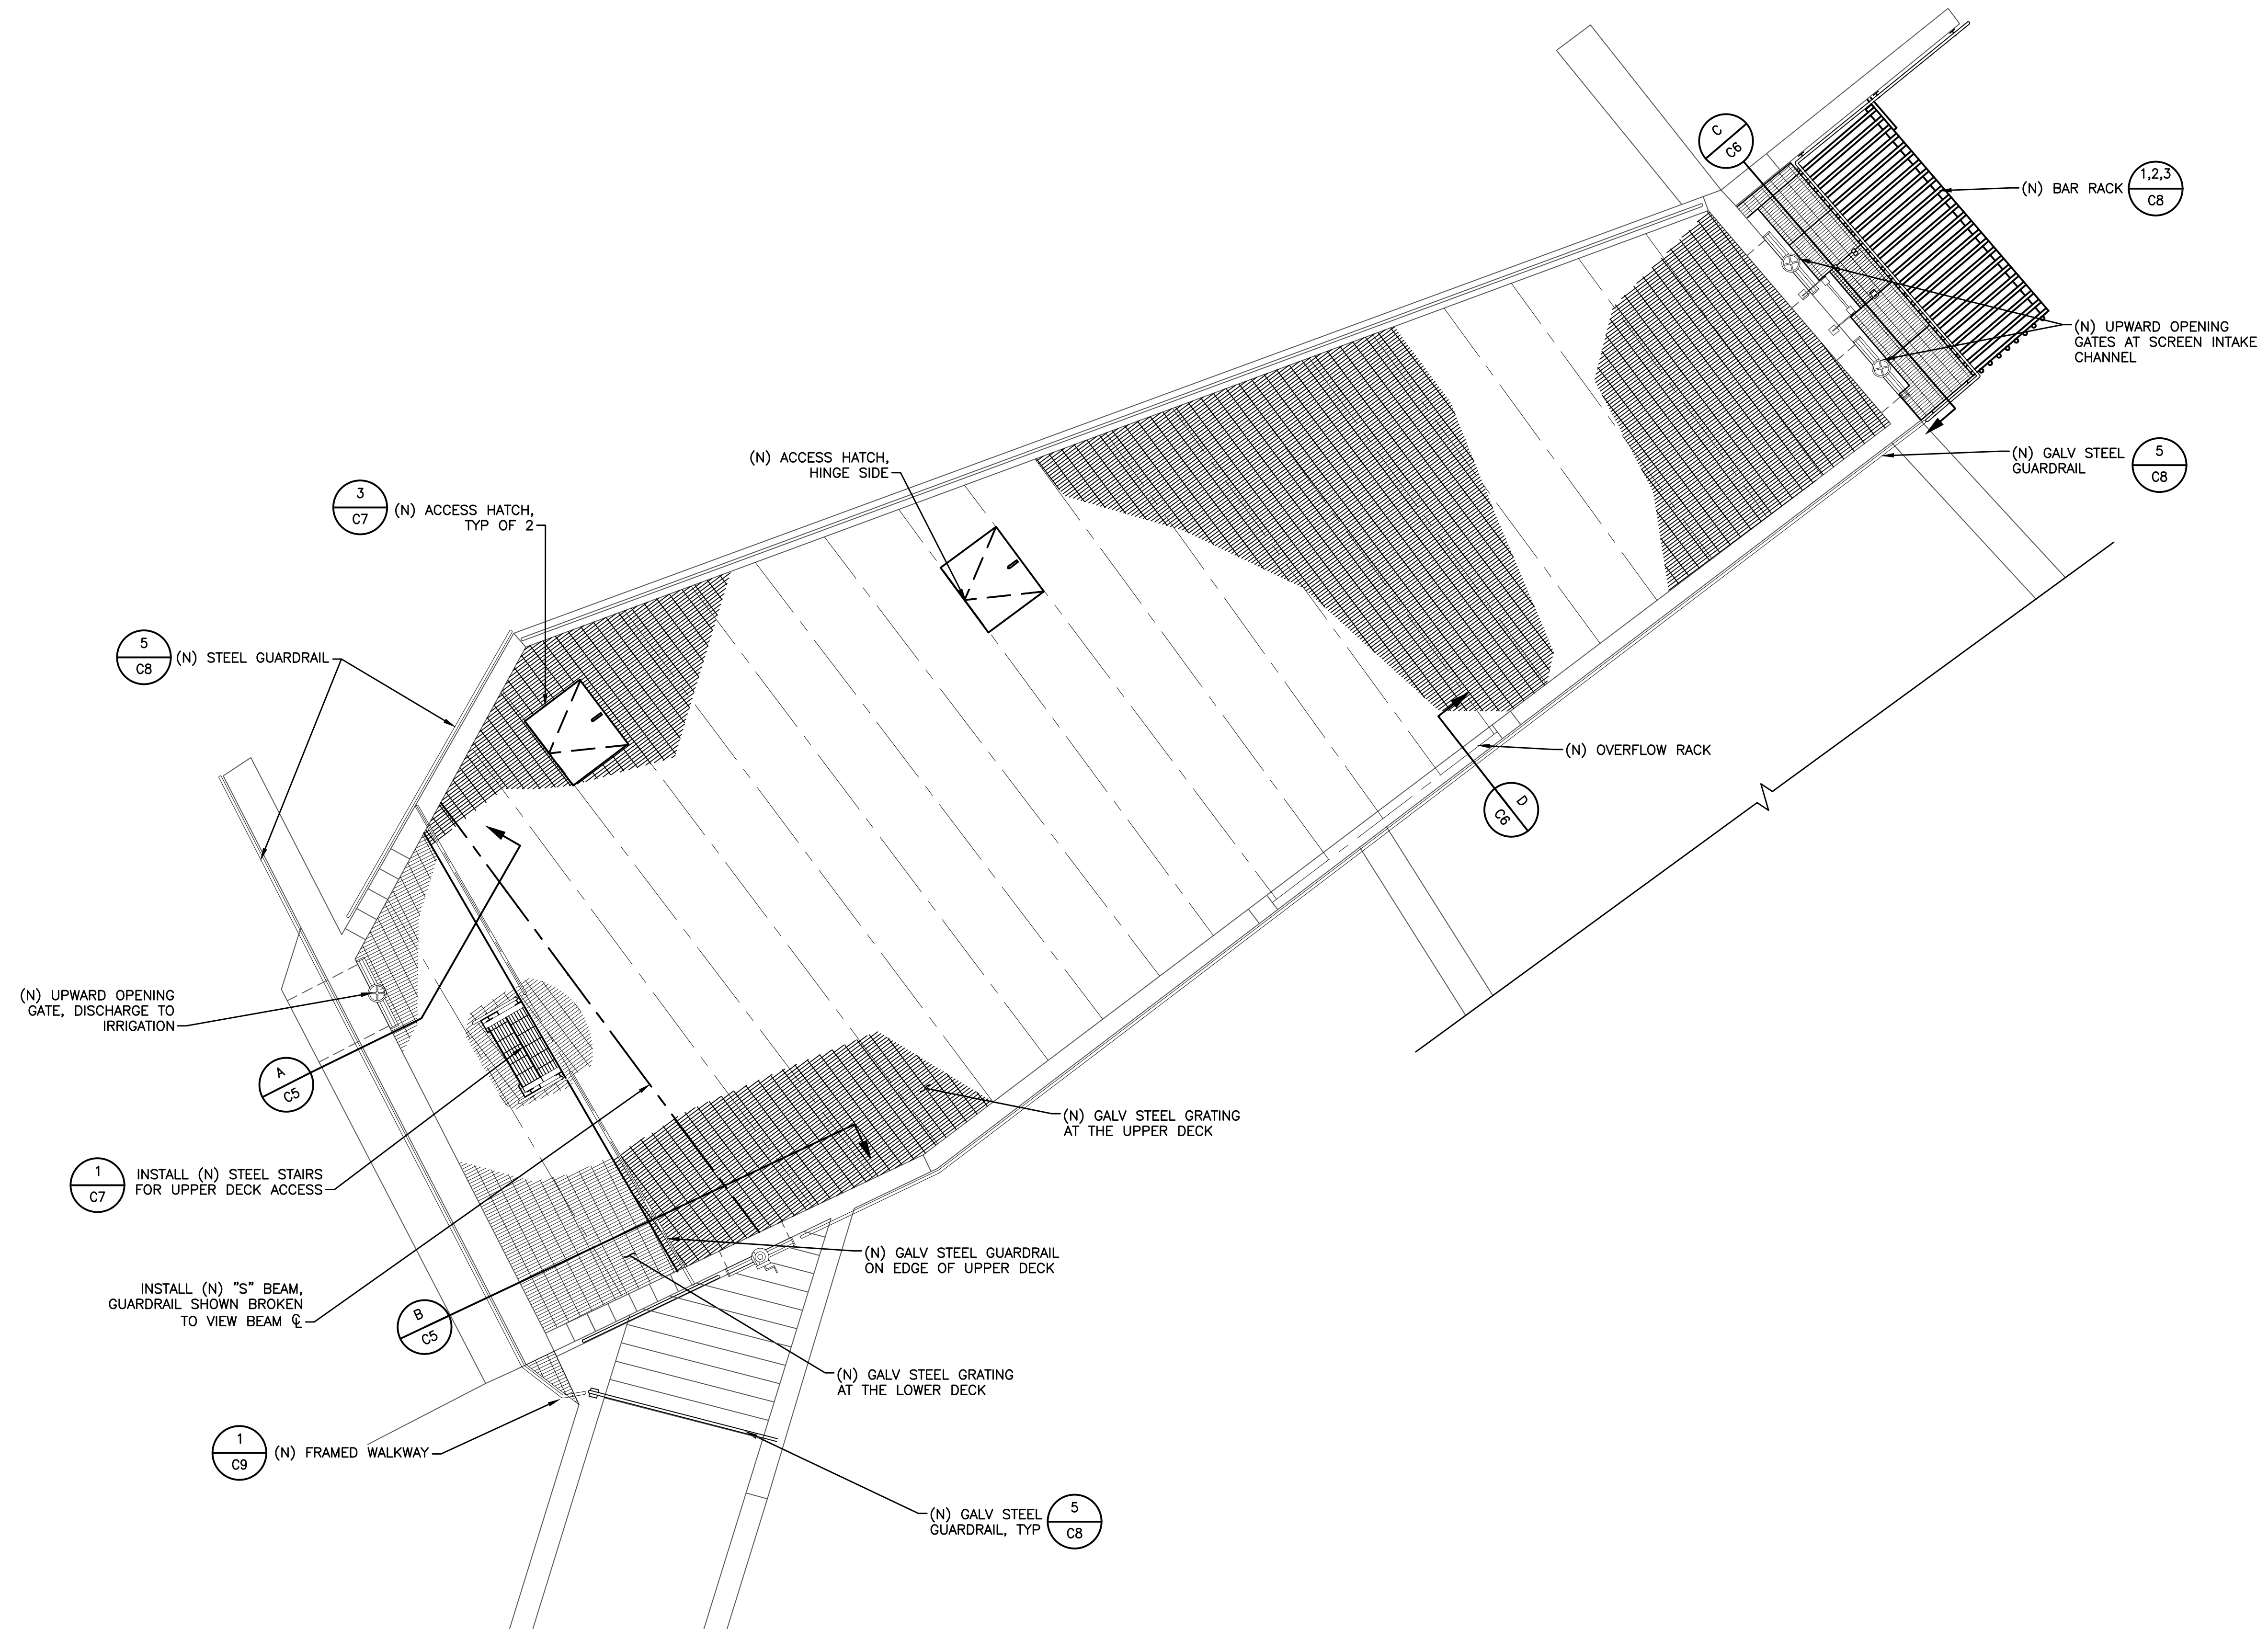 C
C6
(N) BAR RACK
1,2,3
C8
(N) UPWARD OPENING
GATES AT SCREEN INTAKE
CHANNEL
(N) GALV STEEL
GUARDRAIL
5
C8
(N) ACCESS HATCH,
HINGE SIDE
3
C7
(N) ACCESS HATCH,
TYP OF 2
5
C8
(N) STEEL GUARDRAIL
(N) OVERFLOW RACK
D
C6
(N) UPWARD OPENING
GATE, DISCHARGE TO
IRRIGATION
A
C5
(N) GALV STEEL GRATING
AT THE UPPER DECK
1
C7
INSTALL (N) STEEL STAIRS
FOR UPPER DECK ACCESS
(N) GALV STEEL GUARDRAIL
ON EDGE OF UPPER DECK
INSTALL (N) "S" BEAM,
GUARDRAIL SHOWN BROKEN
TO VIEW BEAM ℄
B
C5
(N) GALV STEEL GRATING
AT THE LOWER DECK
1
C9
(N) FRAMED WALKWAY
(N) GALV STEEL
GUARDRAIL, TYP
5
C8